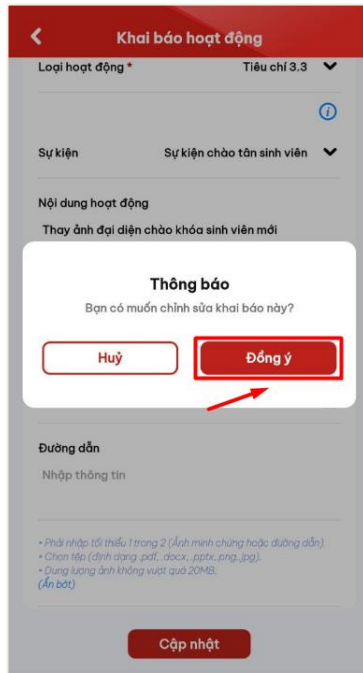 Khai báo hoạt động
Loại hoạt động * Tiêu chí 3.3
Sự kiện Sự kiện chào tân sinh viên
Nội dung hoạt động
Thay ảnh đại diện chào khóa sinh viên mới
Thông báo
Bạn có muốn chỉnh sửa khai báo này?
Huỷ Đồng ý
Đường dẫn
Nhập thông tin
• Phải nhập tối thiểu 1 trong 2 (Ảnh minh chứng hoặc đường dẫn).
• Chọn tệp (định dạng .pdf, .docx, .pptx,.png,.jpg).
• Dung lượng ảnh không vượt quá 20MB.
(Ẩn bớt)
Cập nhật